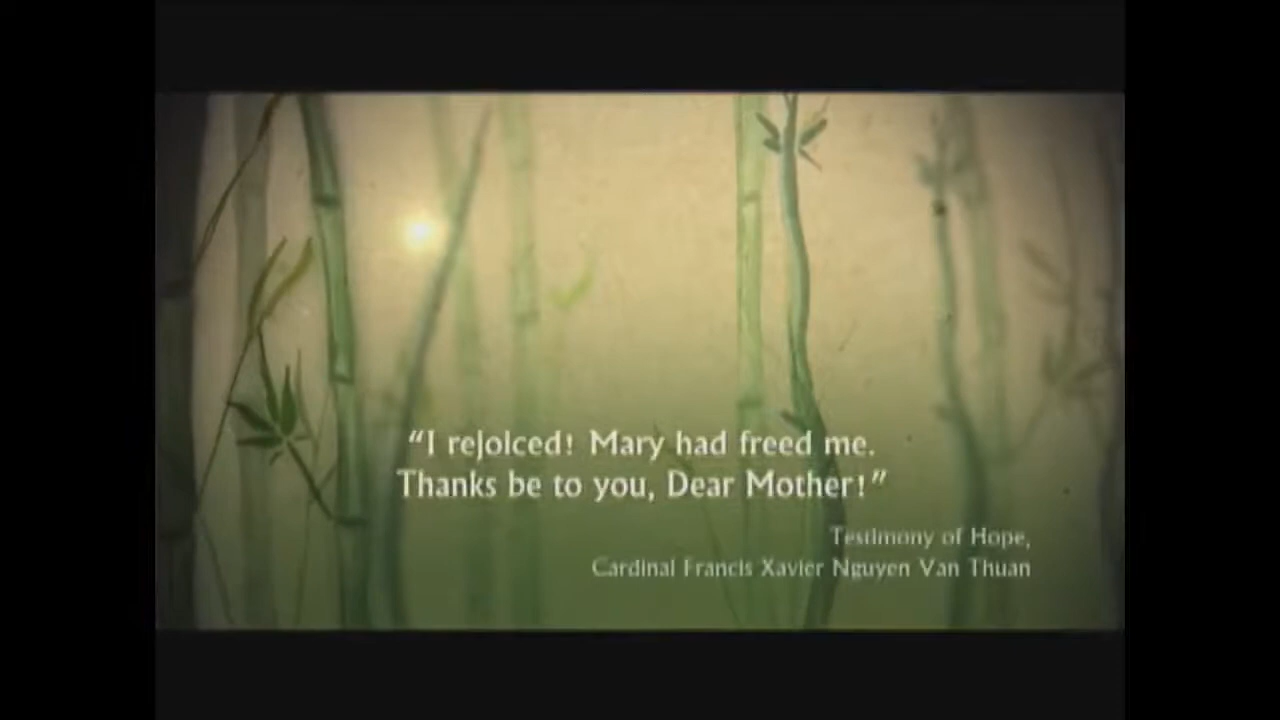 “I rejoiced! Mary had freed me.
Thanks be to you, Dear Mother!”
Testimony of Hope,
Cardinal Francis Xavier Nguyen Van Thuan